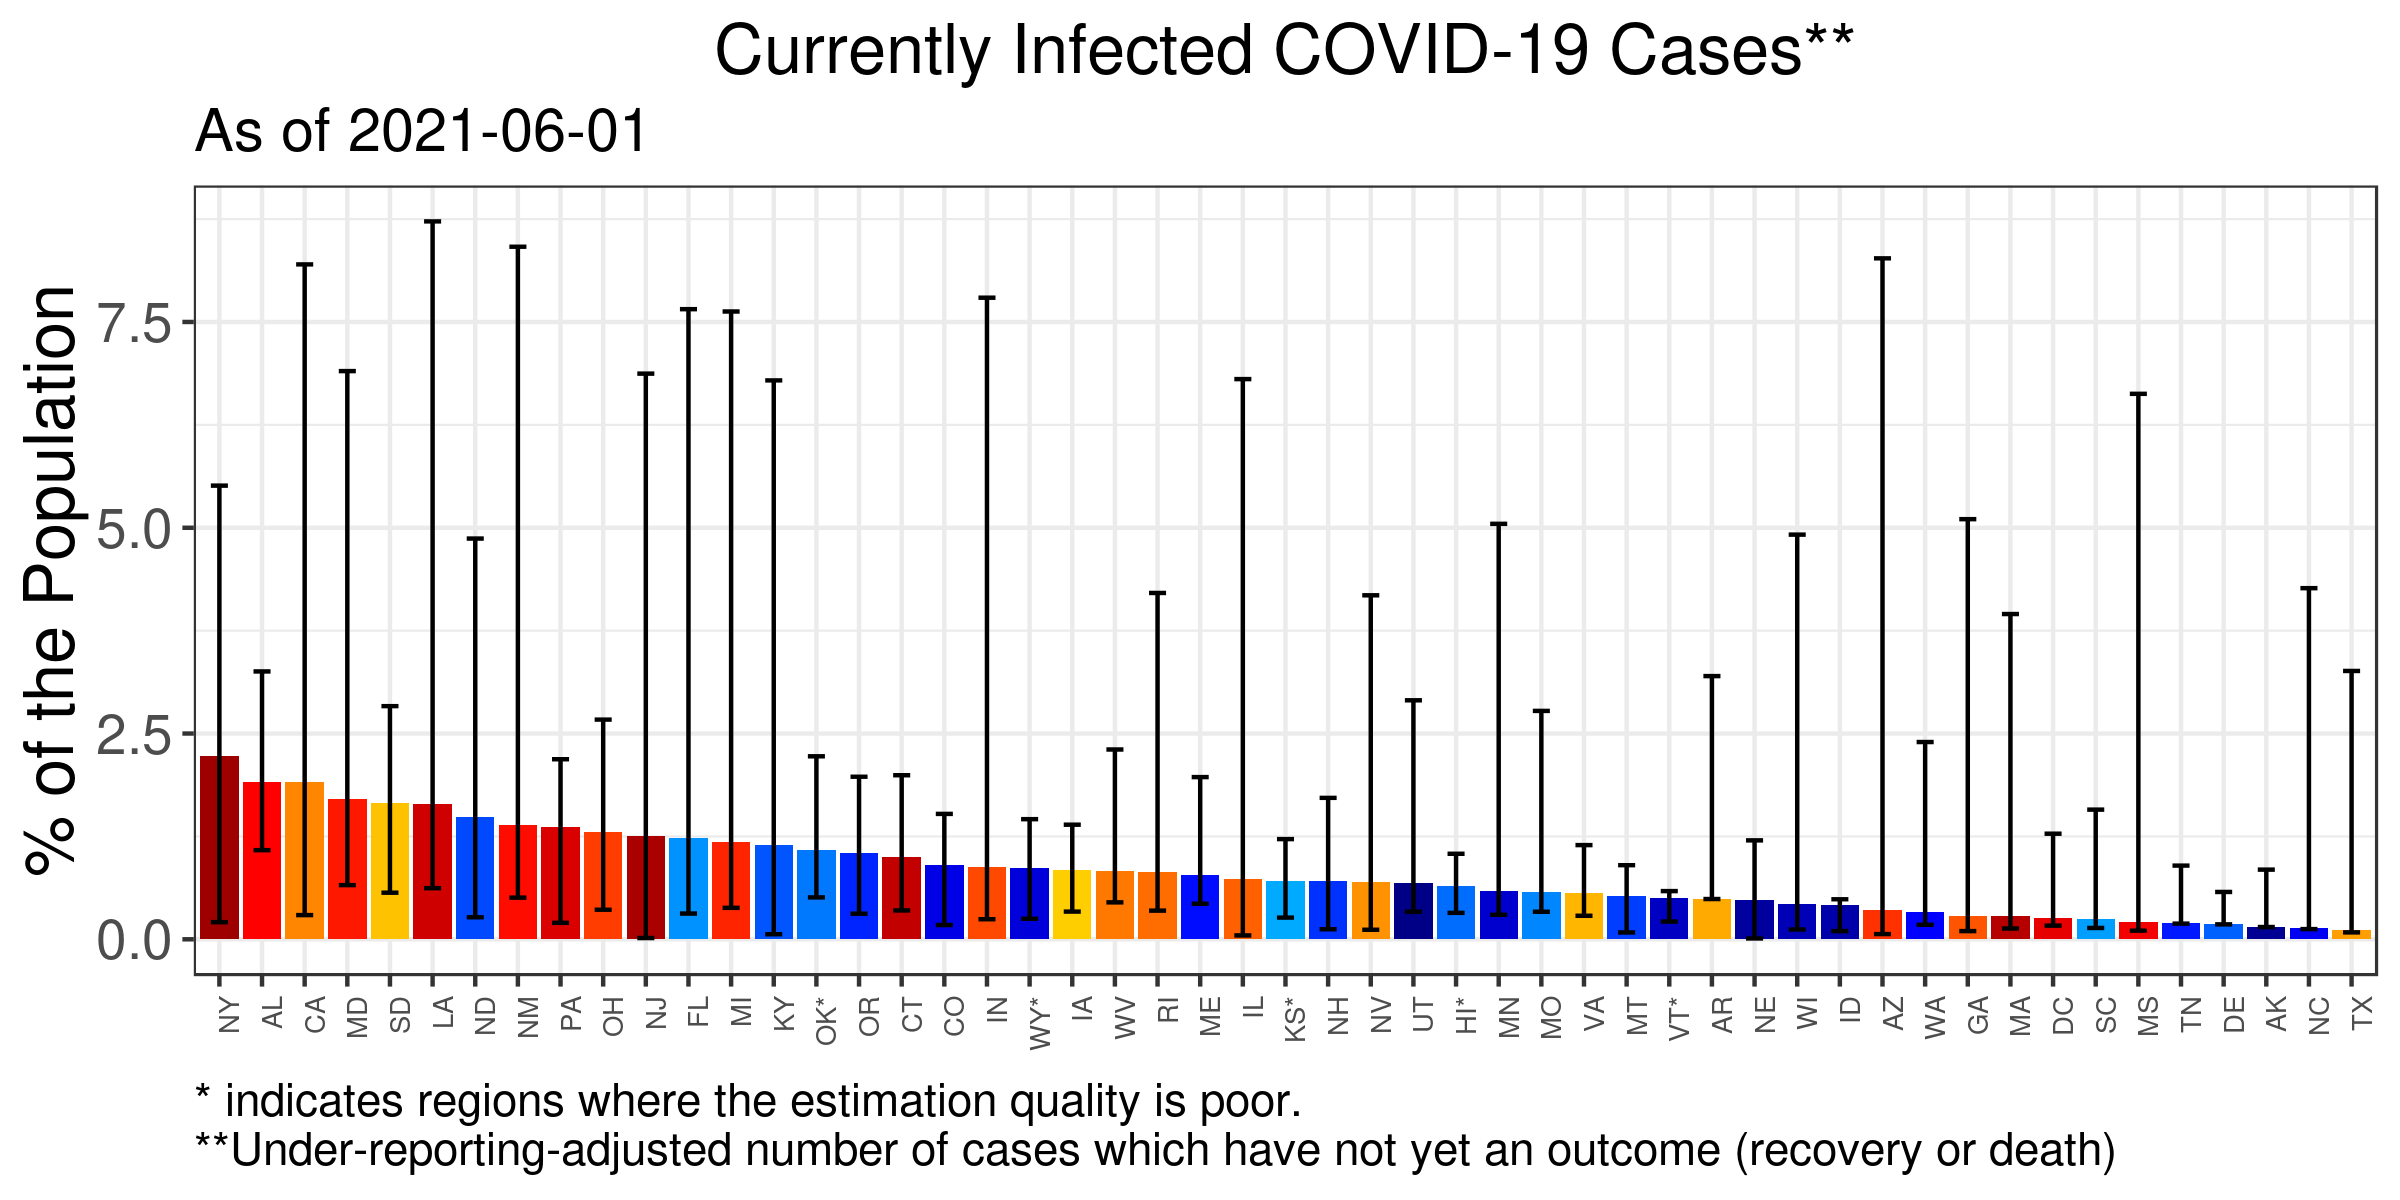 Currently Infected COVID-19 Cases**
As of 2021-06-01
% of the Population
7.5
5.0
2.5
0.0
NY AL CA MD SD LA ND NM PA OH NJ FL MI KY OK* OR CT CO IN WY* IA WV RI ME IL KS* NH NV UT HI* MN MO VA MT VT* AR NE WI ID AZ WA GA MA DC SC MS TN DE AK NC TX
* indicates regions where the estimation quality is poor.
**Under-reporting-adjusted number of cases which have not yet an outcome (recovery or death)